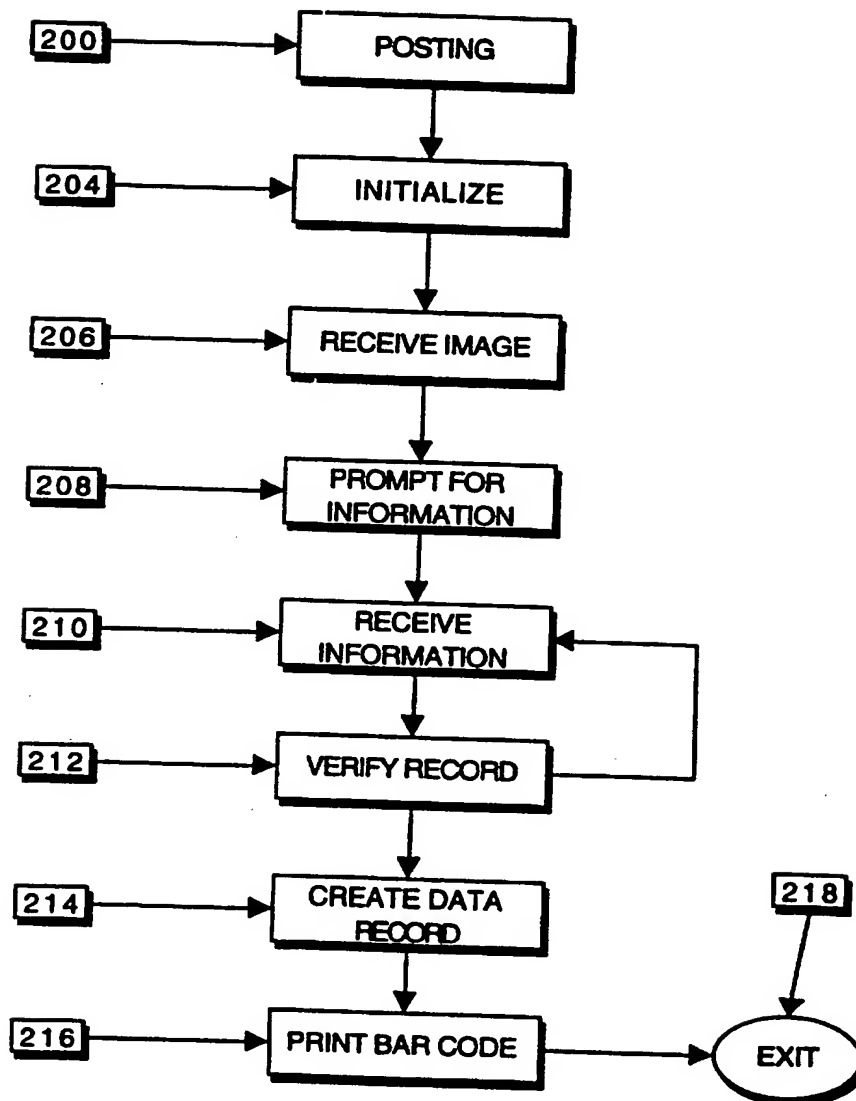 200
POSTING
204
INITIALIZE
206
RECEIVE IMAGE
208
PROMPT FOR
INFORMATION
210
RECEIVE
INFORMATION
212
VERIFY RECORD
214
CREATE DATA
RECORD
218
216
PRINT BAR CODE
EXIT